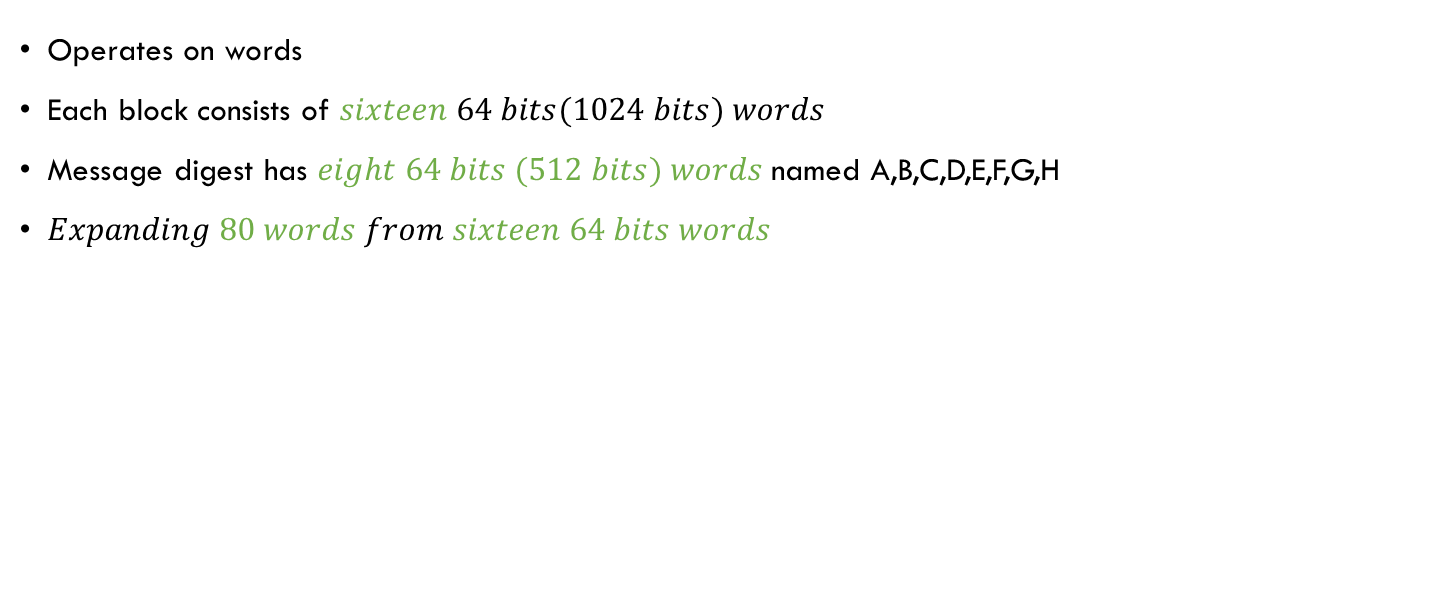 • Operates on words
• Each block consists of sixteen 64 bits(1024 bits) words
• Message digest has eight 64 bits (512 bits) words named A,B,C,D,E,F,G,H
• Expanding 80 words from sixteen 64 bits words